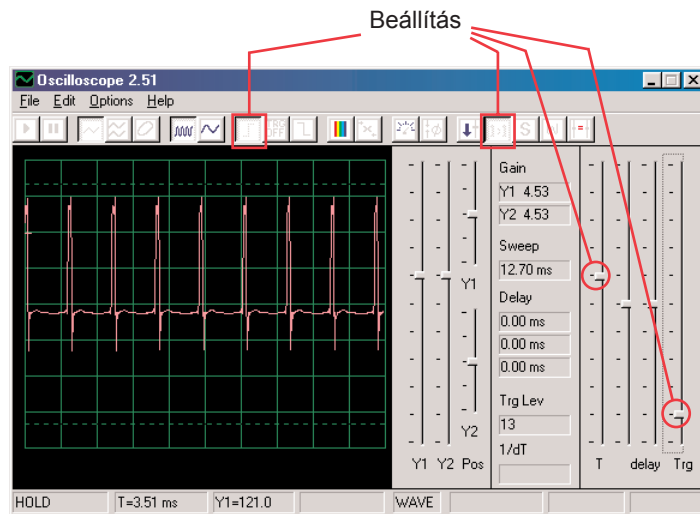 Beállítás
Oscilloscope 2.51
File Edit Options Help
TRG
OFF
S
Gain
Y1 4.53
Y2 4.53
Sweep
12.70 ms
Delay
0.00 ms
0.00 ms
0.00 ms
Trg Lev
13
1/dT
Y1
Y2
Y1 Y2 Pos
T delay Trg
HOLD T=3.51 ms Y1=121.0 WAVE